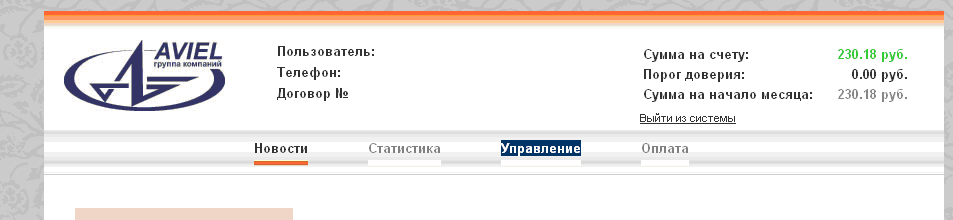 AVIEL
группа компаний
Пользователь:
Телефон:
Договор №
Сумма на счету: 230.18 руб.
Порог доверия: 0.00 руб.
Сумма на начало месяца: 230.18 руб.
Выйти из системы
Новости Статистика Управление Оплата